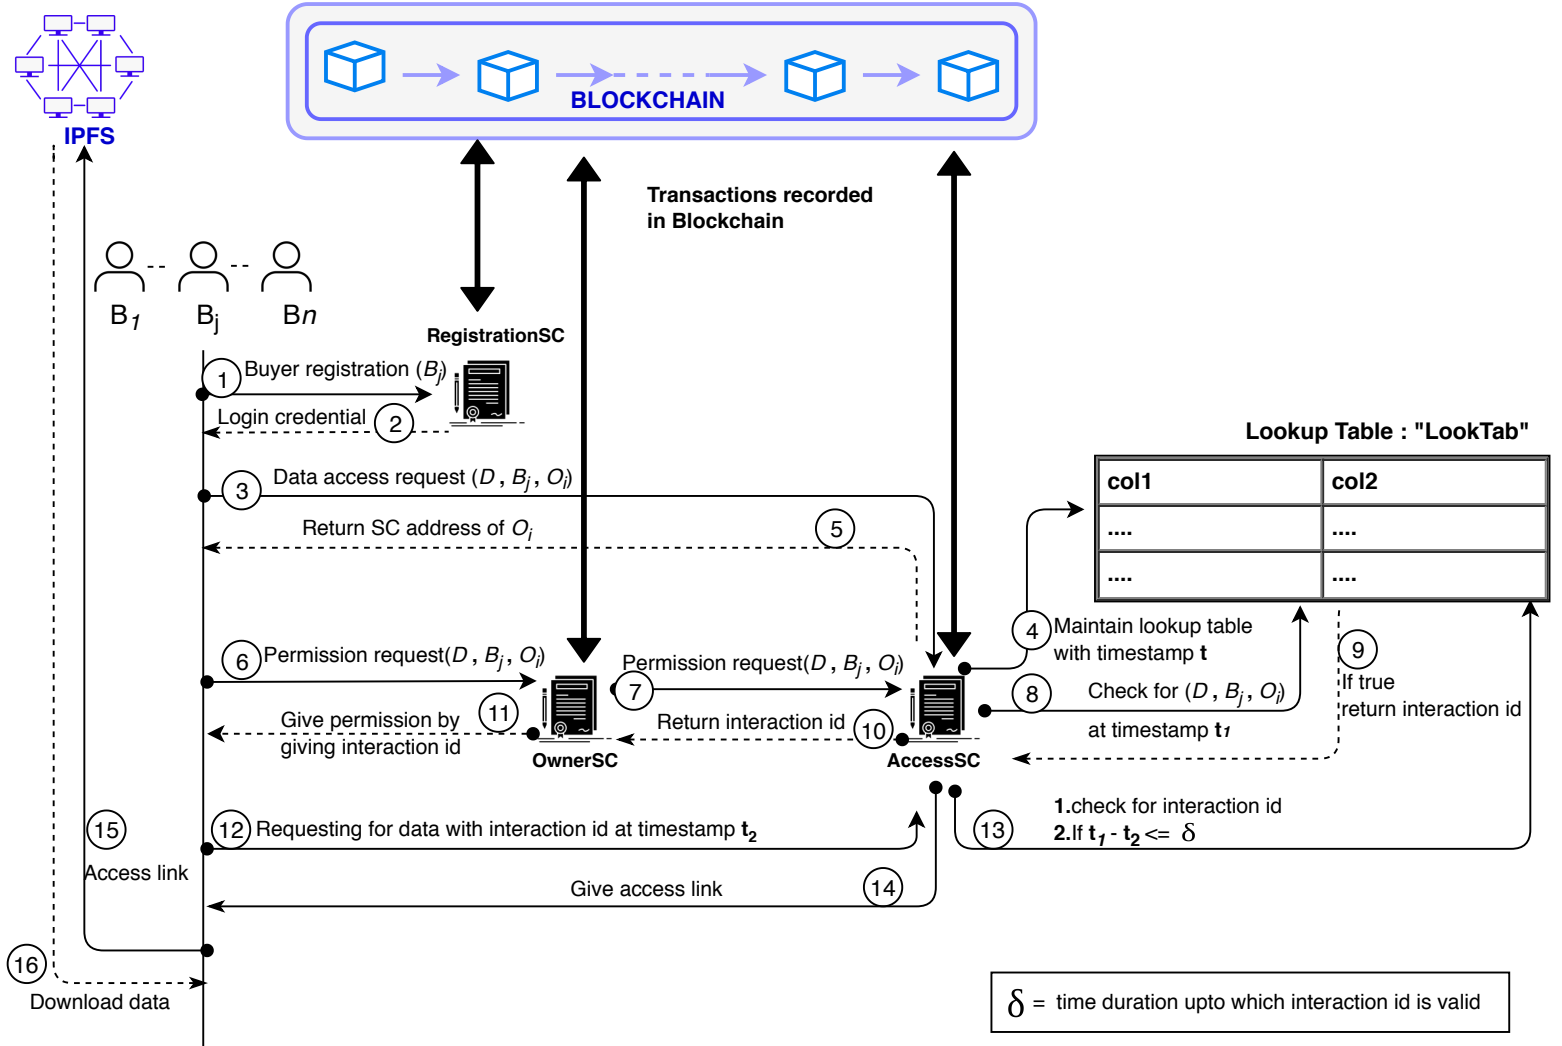 BLOCKCHAIN
IPFS
Transactions recorded
in Blockchain
B1
Bj
Bn
RegistrationSC
1
Buyer registration (Bj)
Login credential
2
Lookup Table : "LookTab"
col1
col2
....
....
....
....
3
Data access request (D , Bj , Oi)
Return SC address of Oi
5
4
Maintain lookup table
with timestamp t
6
Permission request(D , Bj , Oi)
Permission request(D , Bj , Oi)
7
8
Check for (D , Bj , Oi)
at timestamp t1
9
If true
return interaction id
Give permission by
giving interaction id
11
Return interaction id
10
OwnerSC
AccessSC
15
Access link
12
Requesting for data with interaction id at timestamp t2
13
1.check for interaction id
2.If t1 - t2 <= δ
Give access link
14
16
Download data
δ = time duration upto which interaction id is valid